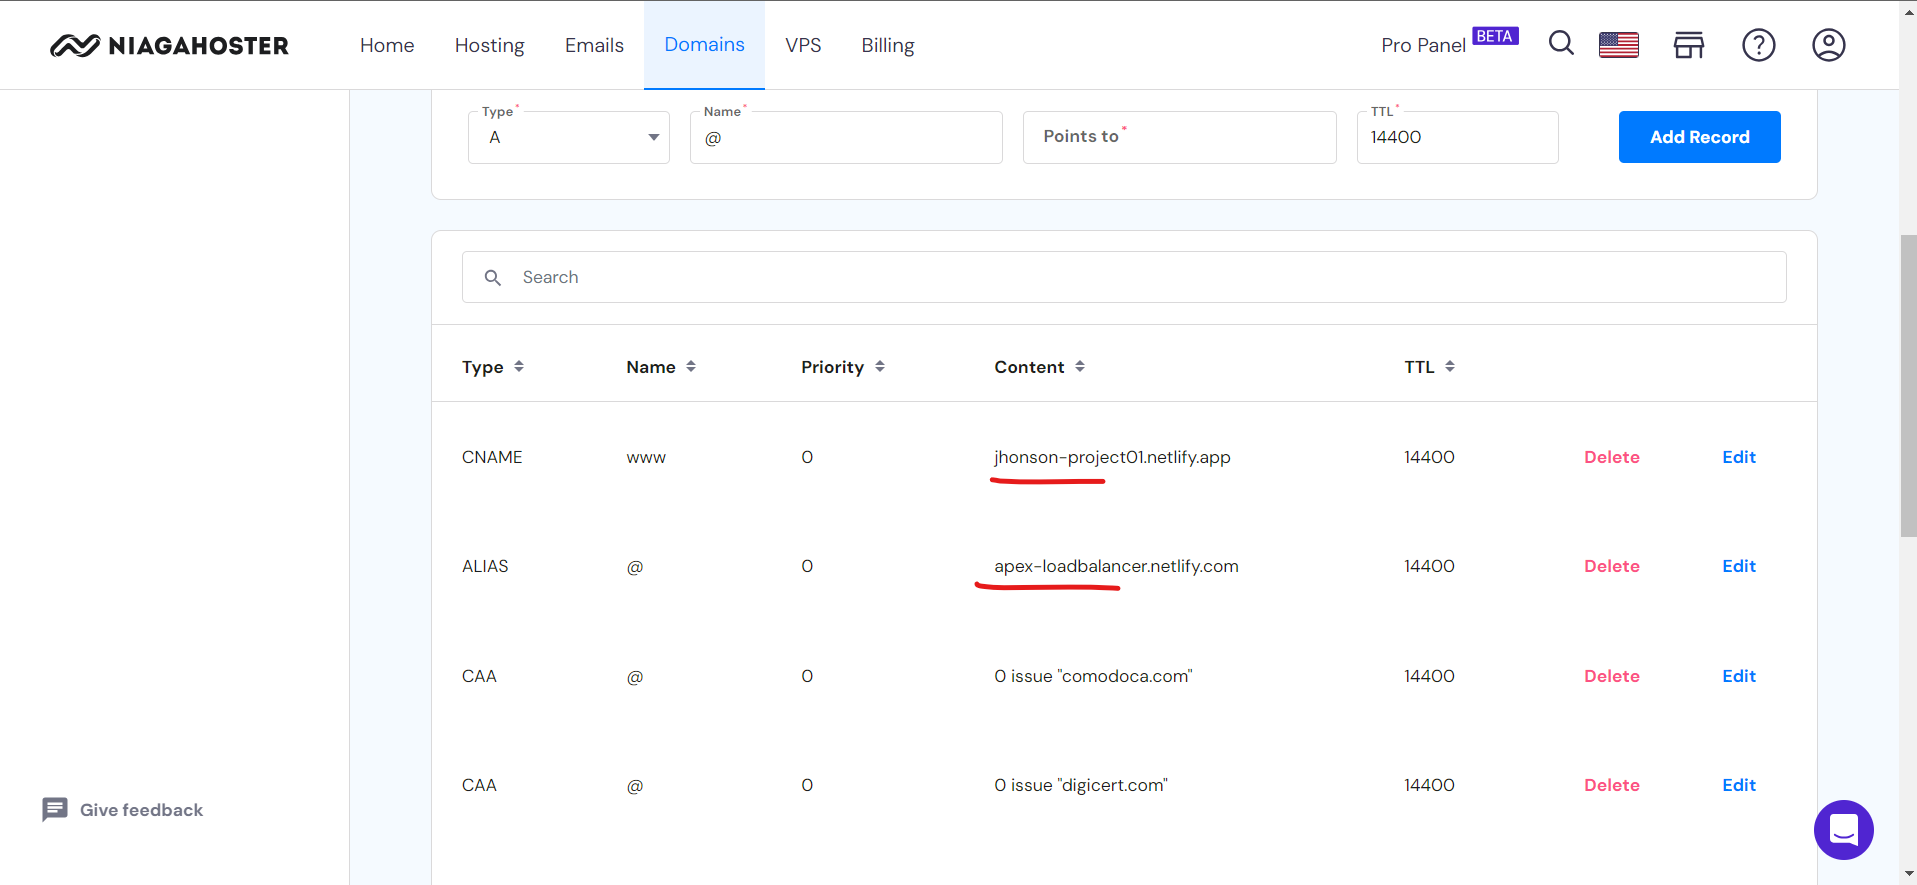 NIAGAHOSTER Home Hosting Emails Domains VPS Billing Pro Panel BETA
Type * Name * TTL *
A @ Points to * 14400 Add Record
Search
Type Name Priority Content TTL
CNAME www 0 jhonson-project01.netlify.app 14400 Delete Edit
ALIAS @ 0 apex-loadbalancer.netlify.com 14400 Delete Edit
CAA @ 0 0 issue "comodoca.com" 14400 Delete Edit
CAA @ 0 0 issue "digicert.com" 14400 Delete Edit
Give feedback